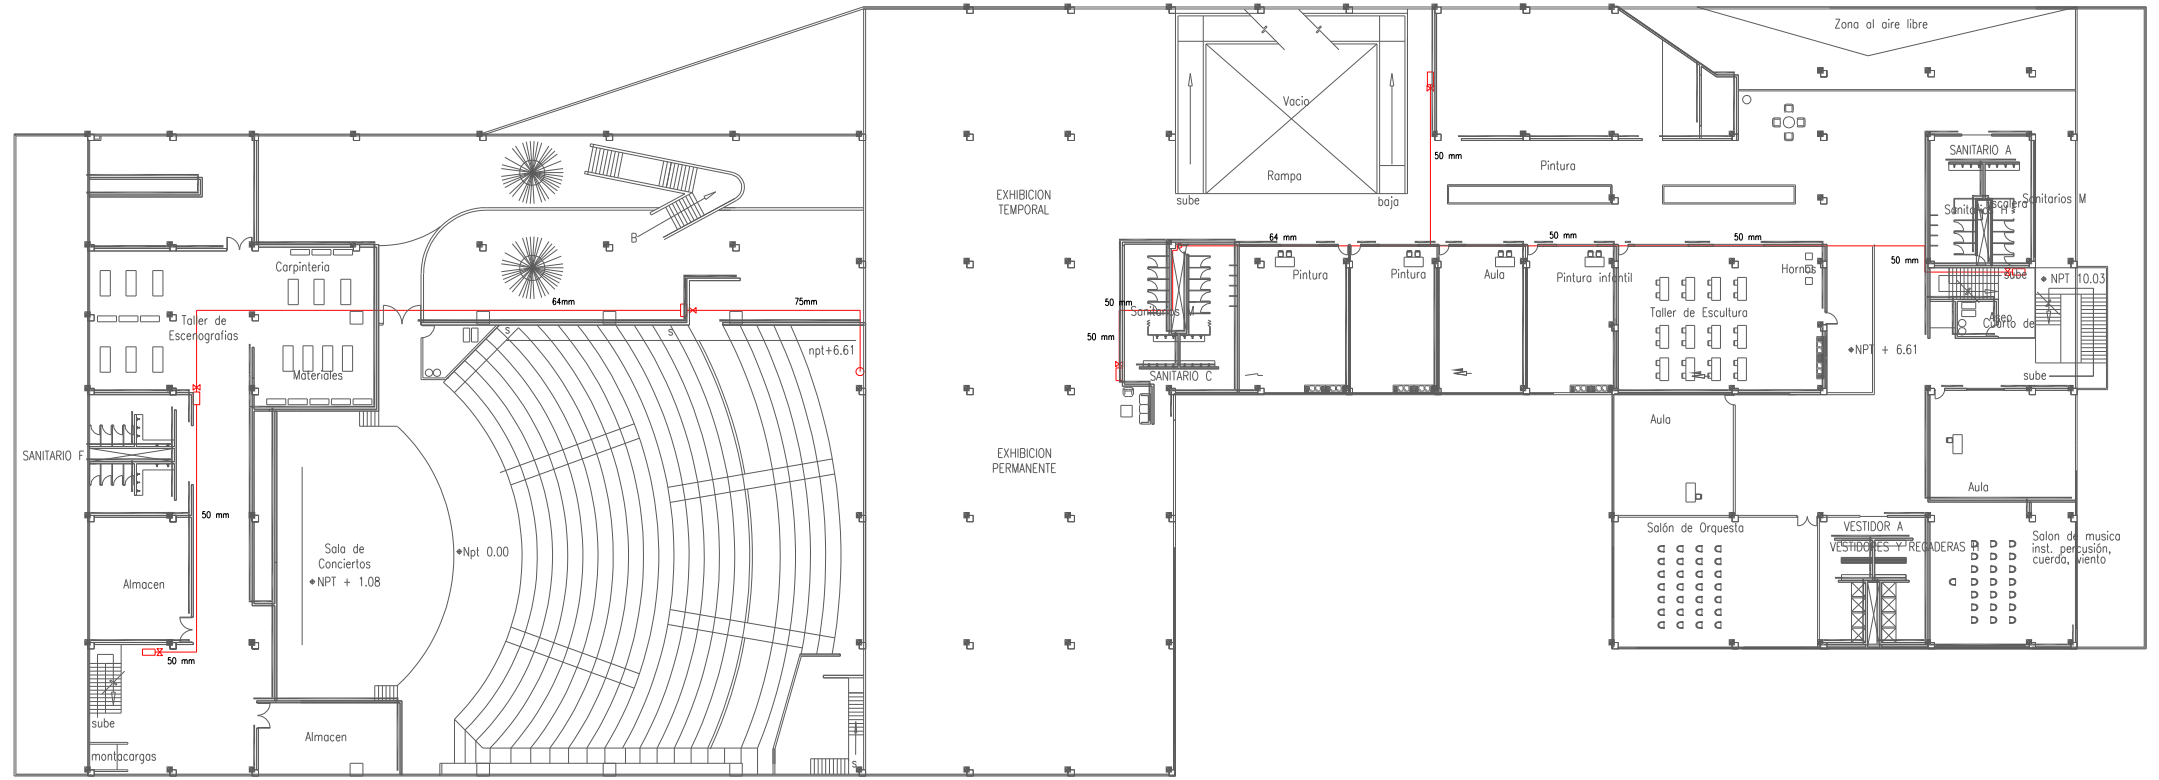 Zona al aire libre
Vacio
Rampa
sube
baja
50 mm
Pintura
SANITARIO A
Sanitarios M
Escalera
Sanitarios H
EXHIBICION
TEMPORAL
B
Carpinteria
64mm
75mm
Taller de
Escenografias
Materiales
s
s
npt+6.61
64 mm
50 mm
50 mm
50 mm
Pintura
Pintura
Aula
Pintura infantil
Hornos
sube
NPT 10.03
50 mm
Sanitarios M
50 mm
Taller de Escultura
Aseo
Cuarto de
NPT + 6.61
SANITARIO C
sube
Aula
SANITARIO F
EXHIBICION
PERMANENTE
Aula
50 mm
Salón de Orquesta
VESTIDOR A
VESTIDORES Y REGADERAS H
Salon de musica
inst. percusión,
cuerda, viento
Sala de
Conciertos
NPT + 1.08
Npt 0.00
Almacen
50 mm
sube
montacargas
Almacen
s